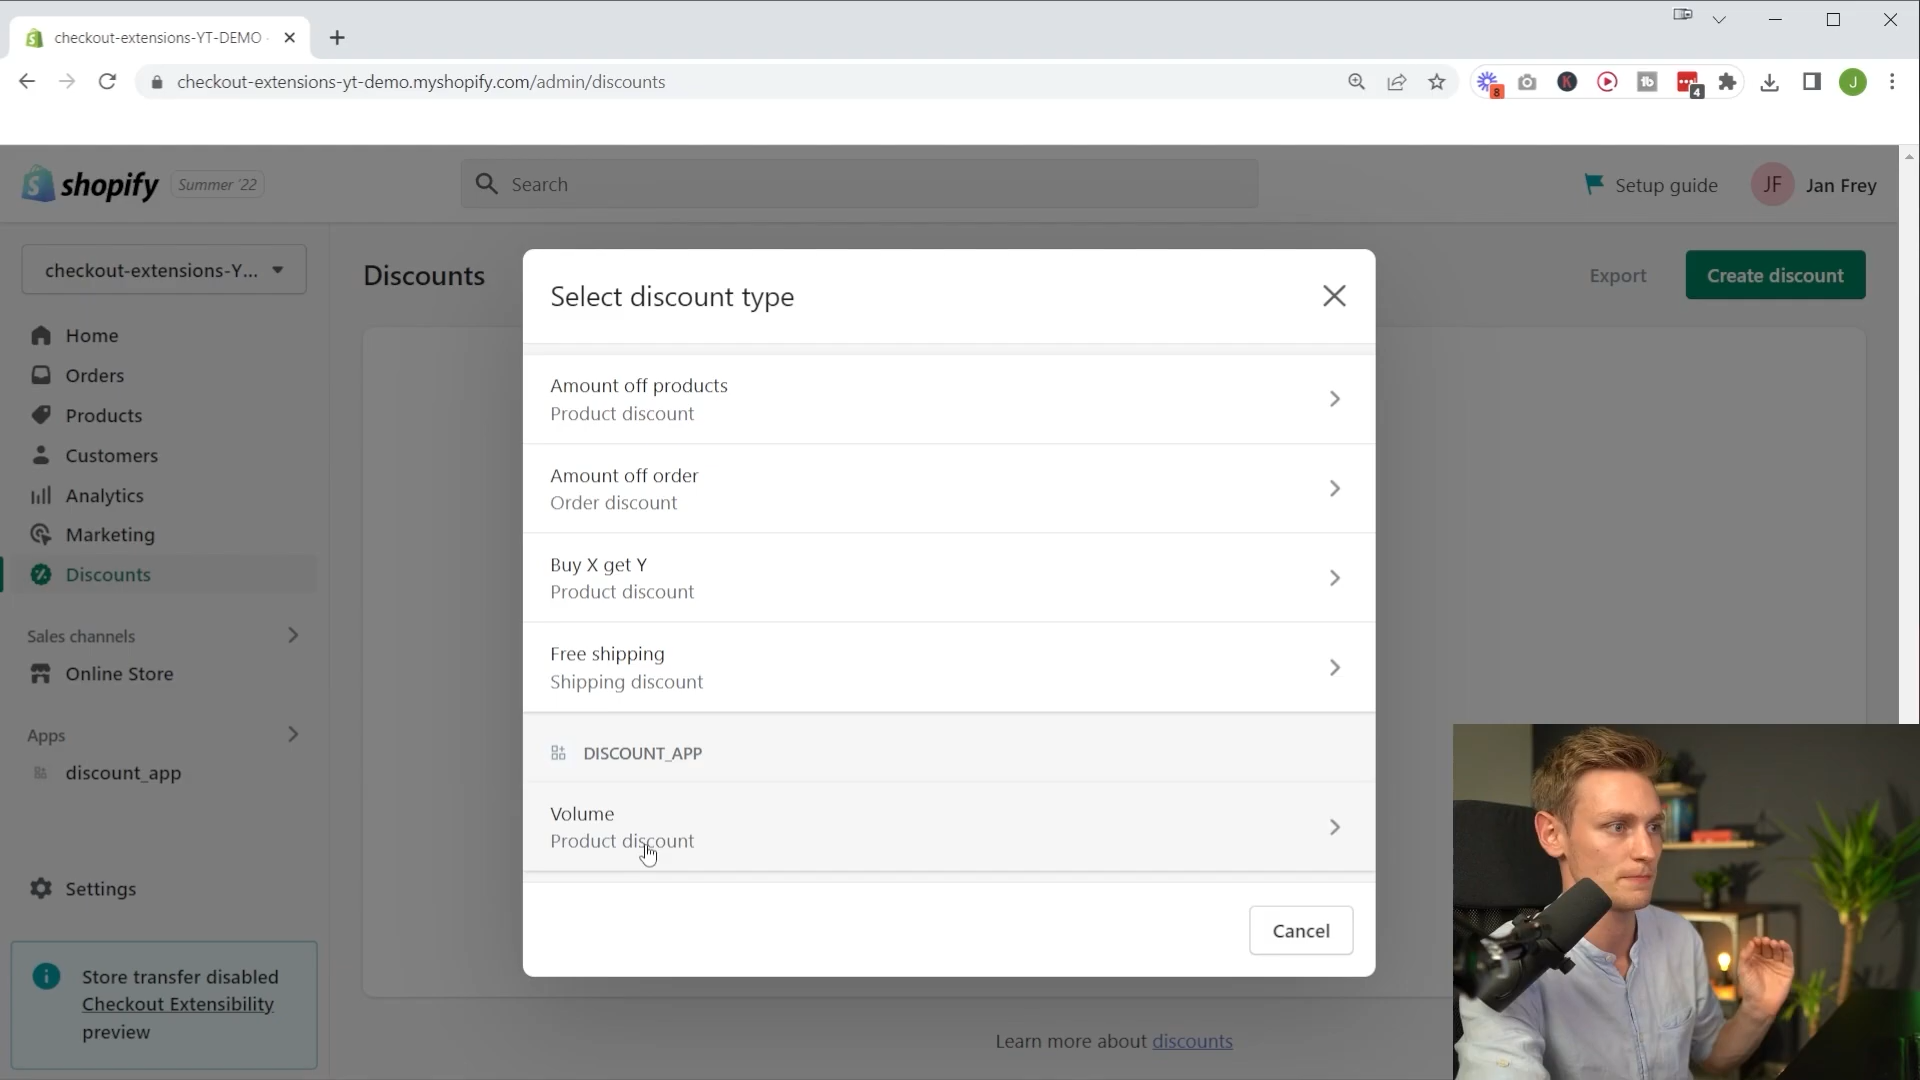 checkout-extensions-YT-DEMO
checkout-extensions-yt-demo.myshopify.com/admin/discounts
8
K
tb
4
J
shopify
Summer '22
Search
Setup guide
JF
Jan Frey
checkout-extensions-Y...
Discounts
Export
Create discount
Home
Orders
Products
Customers
Analytics
Marketing
Discounts
Sales channels
Online Store
Apps
discount_app
Settings
Store transfer disabled
Checkout Extensibility
preview
Select discount type
Amount off products
Product discount
Amount off order
Order discount
Buy X get Y
Product discount
Free shipping
Shipping discount
DISCOUNT_APP
Volume
Product discount
Cancel
Learn more about discounts